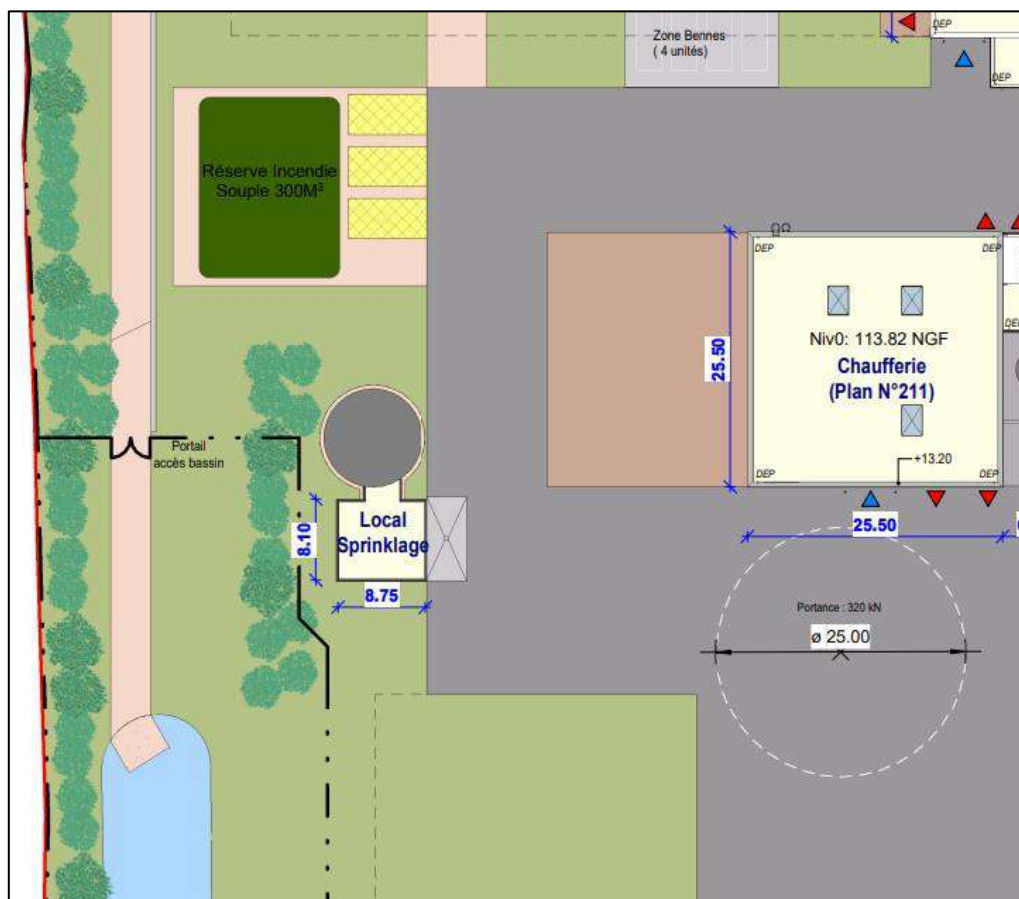 Zone Bennes
( 4 unités)
DEP
DEP
Réserve Incendie
Souple 300M³
DEP
DEP
25.50
Niv0: 113.82 NGF
Chaufferie
(Plan N°211)
DEP
Portail
accès bassin
+13.20
DEP
DEP
8.10
Local
Sprinklage
25.50
8.75
Portance : 320 kN
ø 25.00